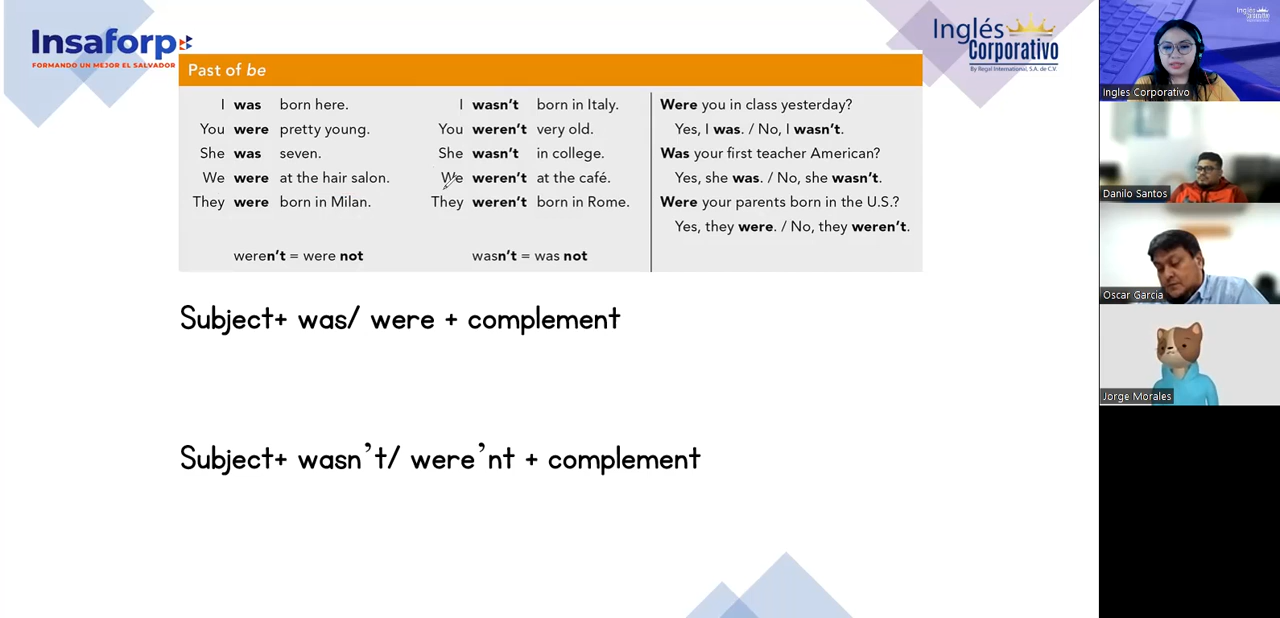 Insaforp
FORMANDO UN MEJOR EL SALVADOR
Inglés
Corporativo
By Regal International, S.A. de C.V.
Past of be
I was born here.
You were pretty young.
She was seven.
We were at the hair salon.
They were born in Milan.
weren't = were not
I wasn't born in Italy.
You weren't very old.
She wasn't in college.
We weren't at the café.
They weren't born in Rome.
wasn't = was not
Were you in class yesterday?
Yes, I was. / No, I wasn't.
Was your first teacher American?
Yes, she was. / No, she wasn't.
Were your parents born in the U.S.?
Yes, they were. / No, they weren't.
Subject+ was/ were + complement
Subject+ wasn't/ were'nt + complement
Inglés
Ingles Corporativo
Danilo Santos
Oscar Garcia
Jorge Morales